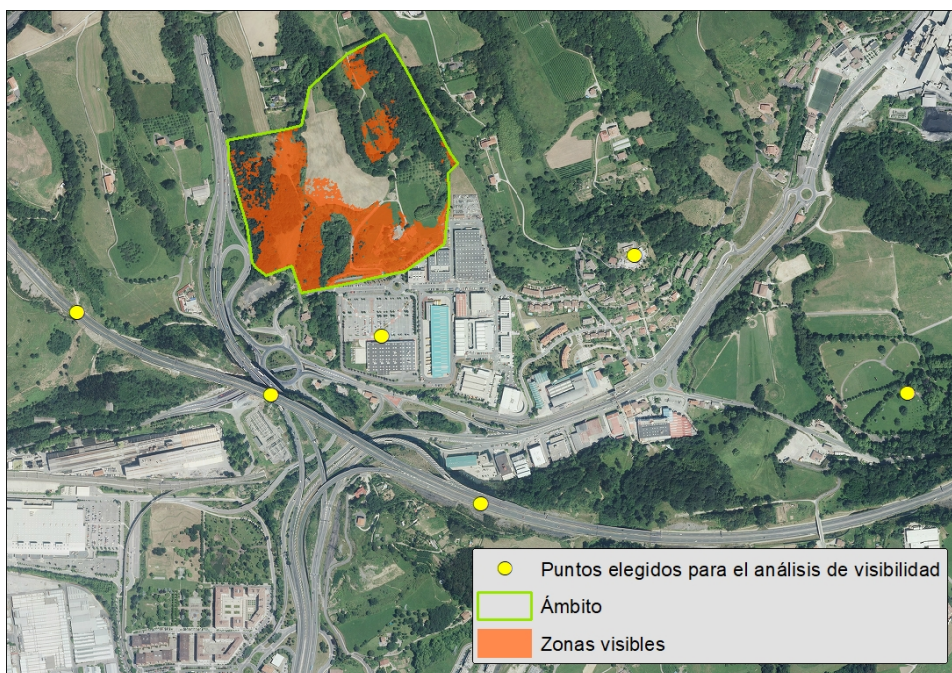 Puntos elegidos para el análisis de visibilidad
Ámbito
Zonas visibles